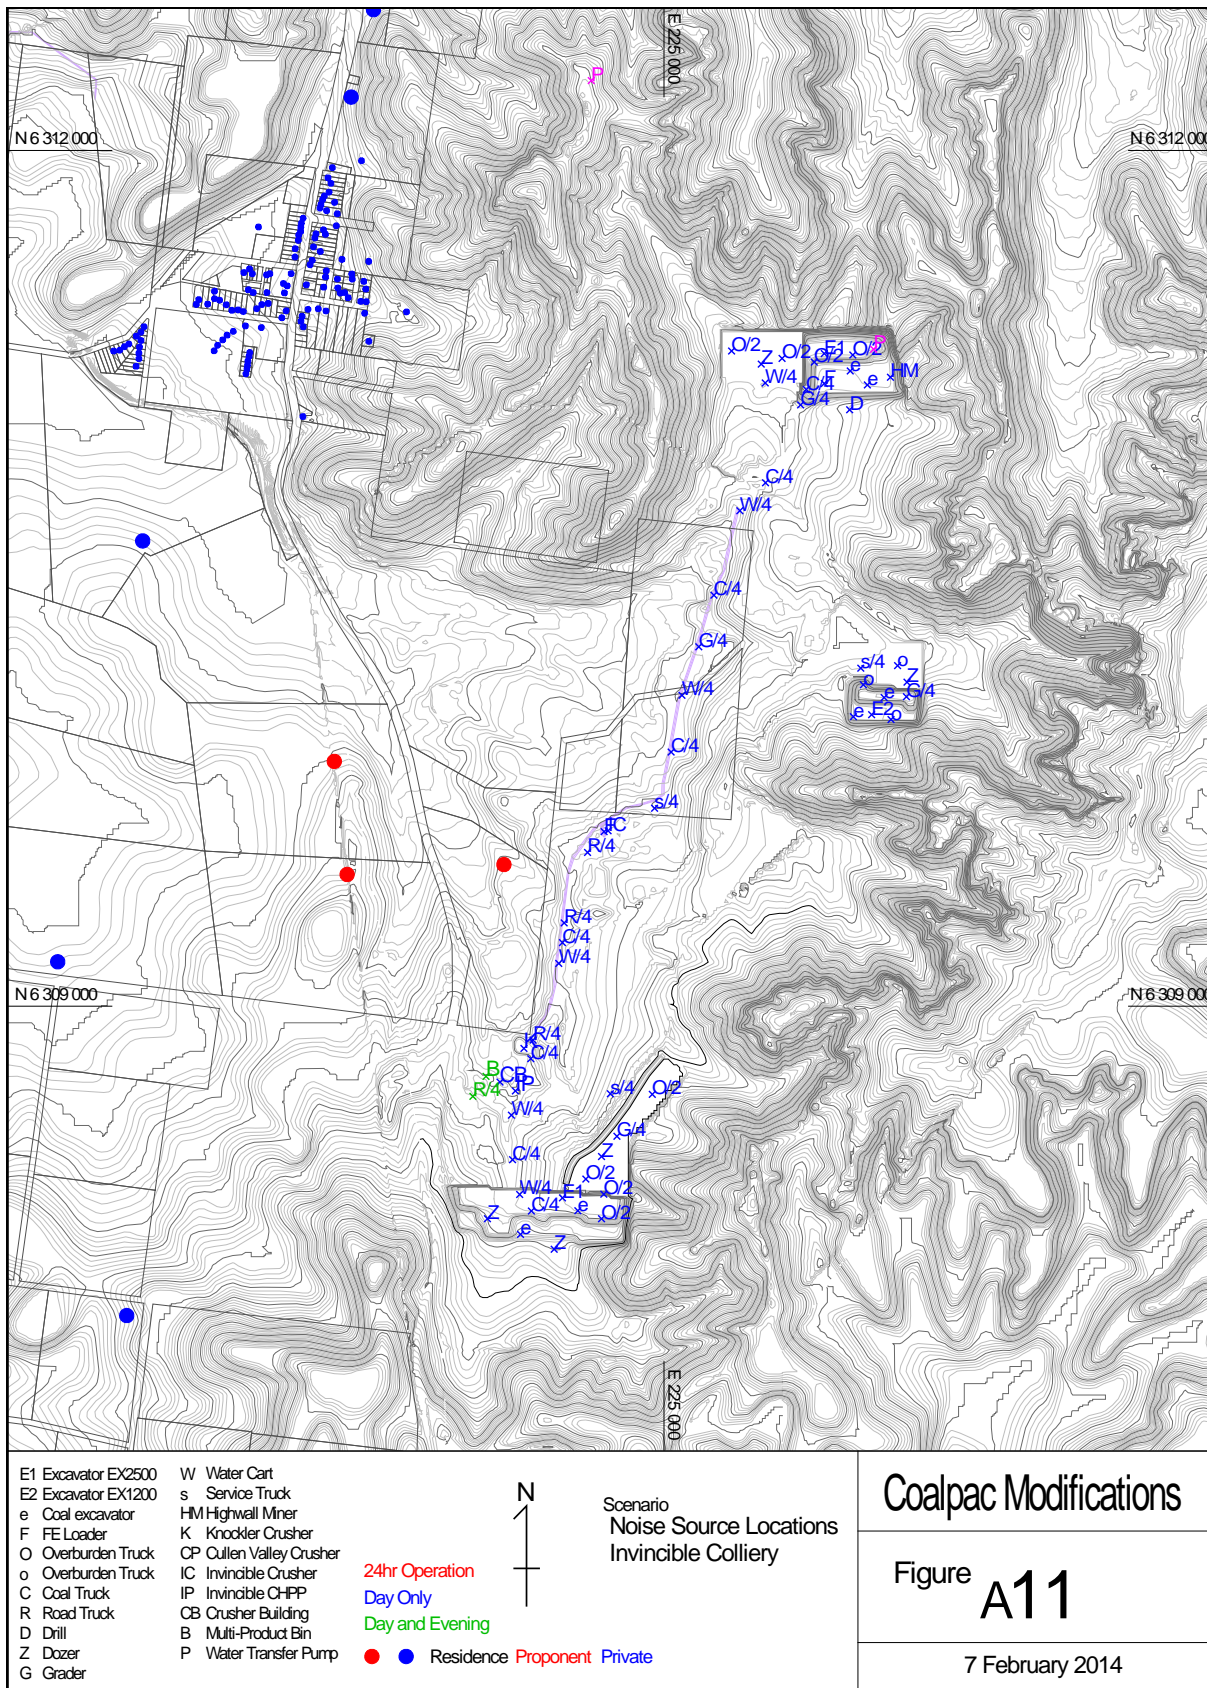 E 225 000
P
N 6 312 000
N 6 312 000
O/2
Z
O/2
W/4
E1
O/2
O/2
P
e
HM
C/4
F
e
G/4
D
C/4
W/4
C/4
G/4
W/4
s/4
o
o
Z
e
G/4
e
E2
o
C/4
s/4
F
IC
R/4
R/4
C/4
W/4
N 6 309 000
N 6 309 000
R/4
K
C/4
B
CB
IP
R/4
W/4
s/4
O/2
G/4
C/4
Z
O/2
W/4
E1
O/2
C/4
e
O/2
Z
e
Z
E 225 000
E1 Excavator EX2500
E2 Excavator EX1200
e Coal excavator
F FE Loader
O Overburden Truck
o Overburden Truck
C Coal Truck
R Road Truck
D Drill
Z Dozer
G Grader
W Water Cart
s Service Truck
HM Highwall Miner
K Knockler Crusher
CP Cullen Valley Crusher
IC Invincible Crusher
IP Invincible CHPP
CB Crusher Building
B Multi-Product Bin
P Water Transfer Pump
24hr Operation
Day Only
Day and Evening
Residence Proponent Private
N
Scenario
Noise Source Locations
Invincible Colliery
Coalpac Modifications
Figure A11
7 February 2014